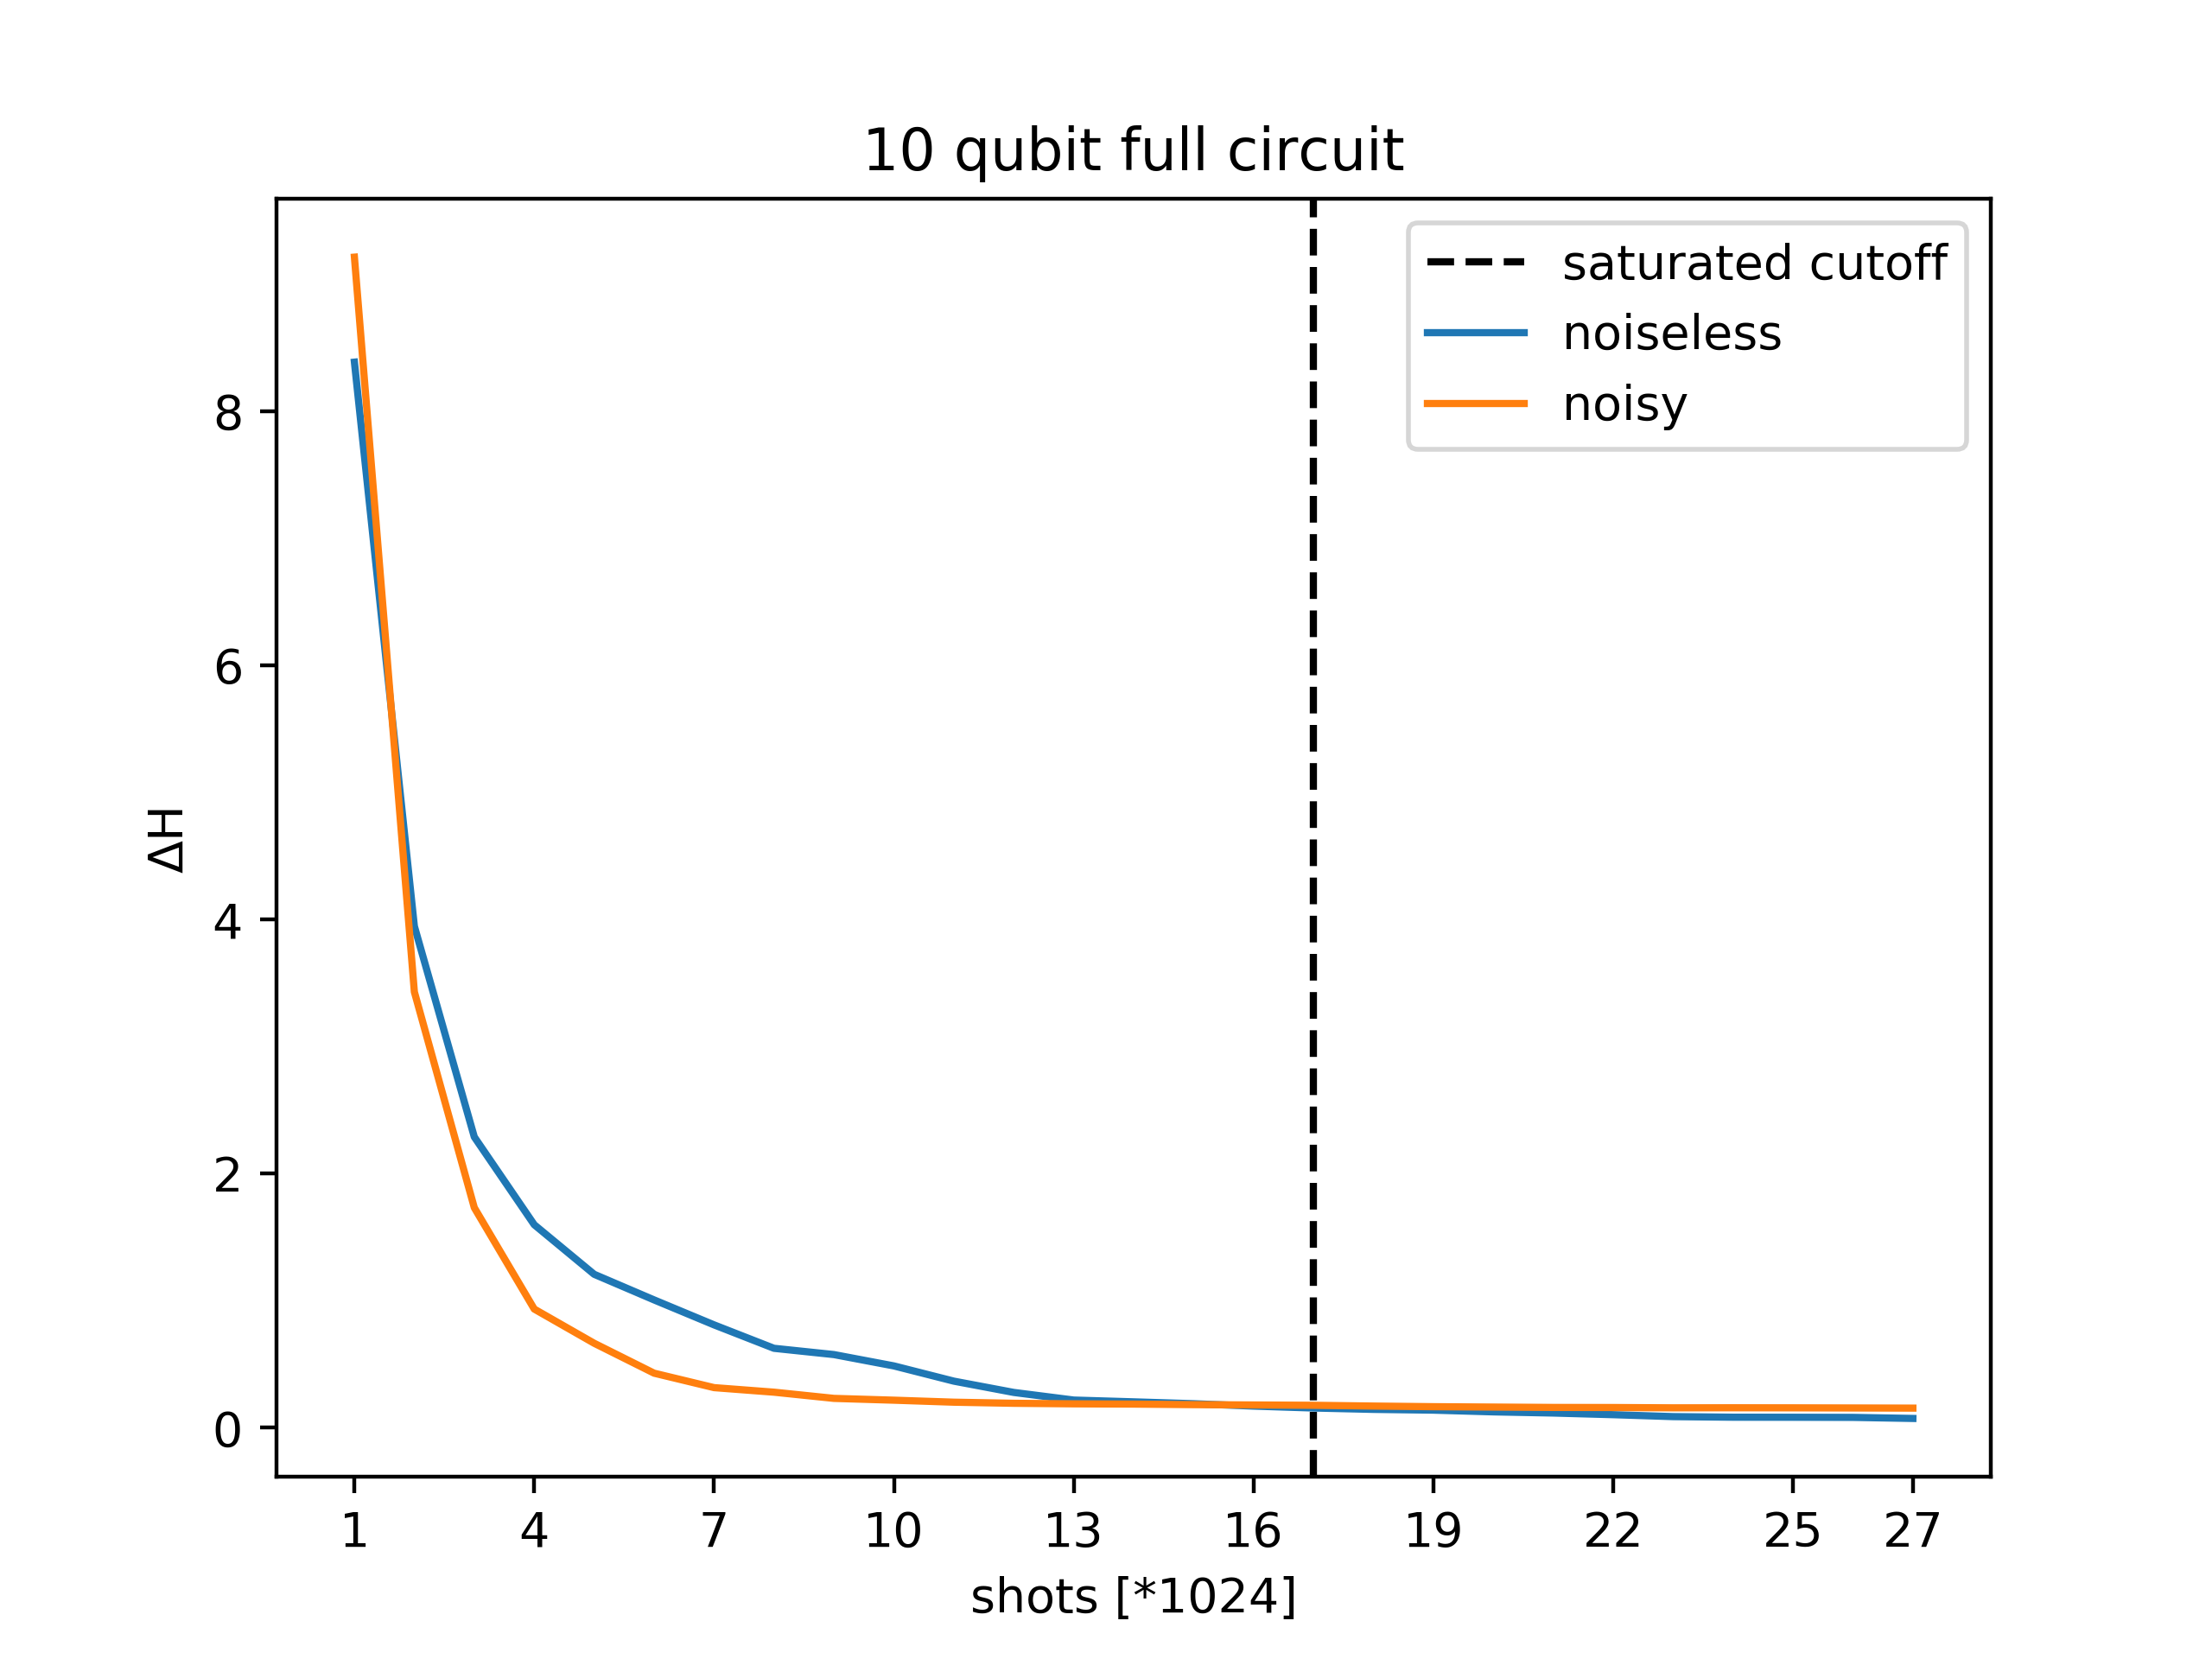 10 qubit full circuit
saturated cutoff
noiseless
noisy
ΔH
8
6
4
2
0
1 4 7 10 13 16 19 22 25 27
shots [*1024]